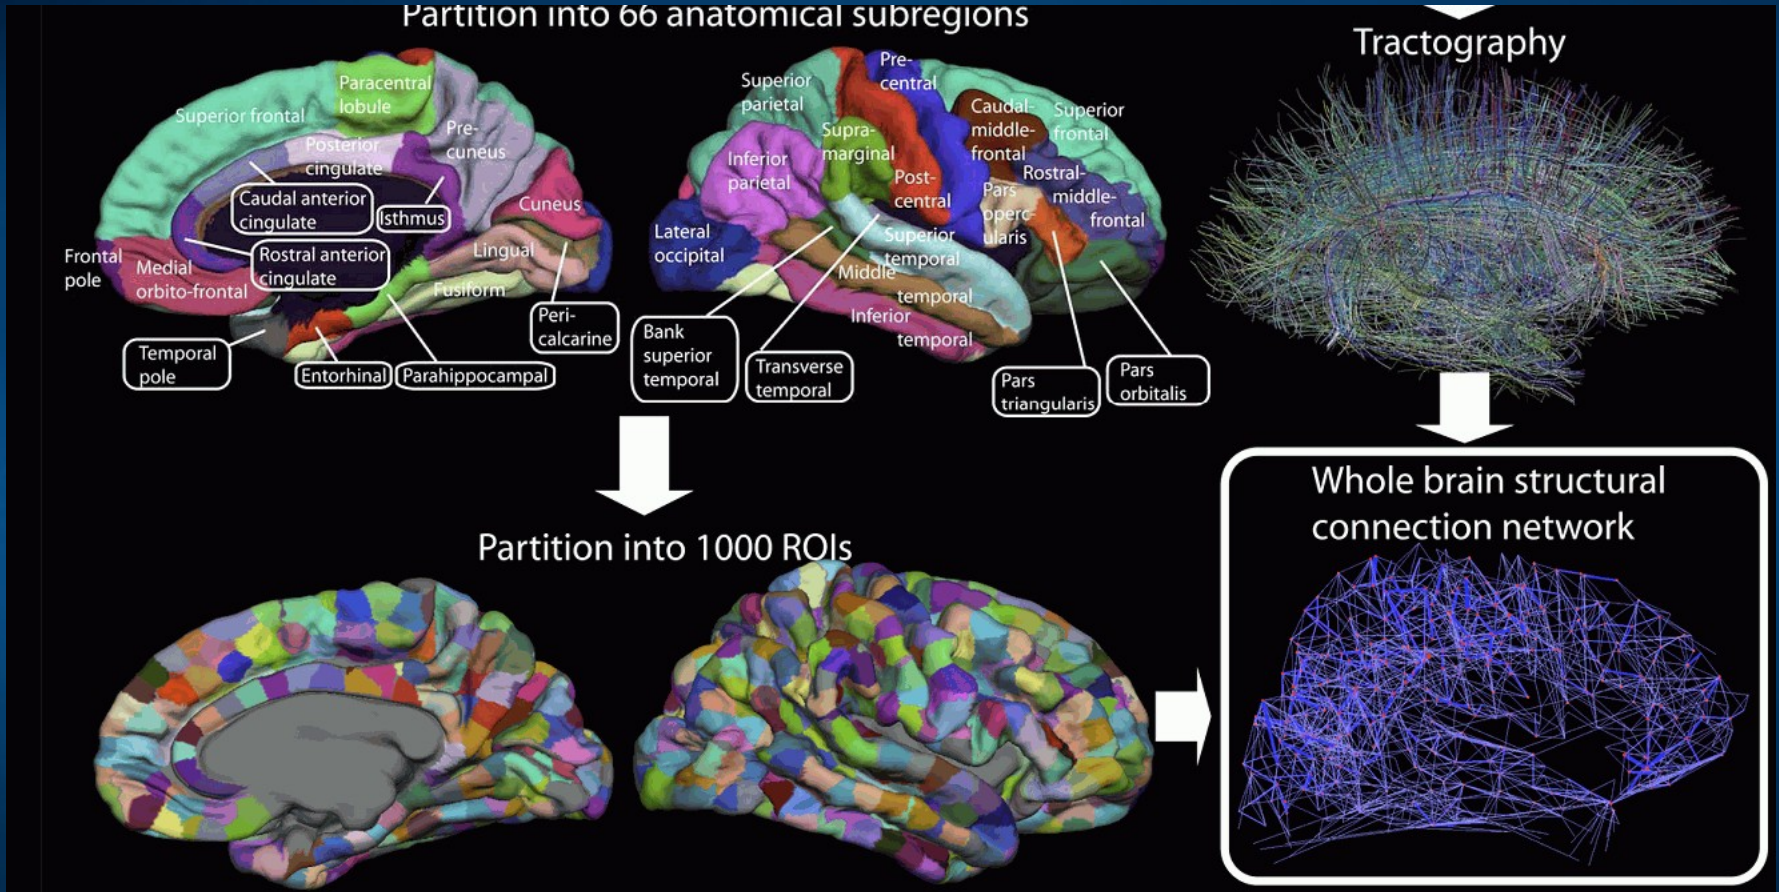 Partition into 66 anatomical subregions
Paracentral
lobule
Superior frontal
Pre-
cuneus
Posterior
cingulate
Caudal anterior
cingulate
Isthmus
Cuneus
Rostral anterior
cingulate
Lingual
Frontal
pole
Medial
orbito-frontal
Fusiform
Peri-
calcarine
Temporal
pole
Entorhinal
Parahippocampal
Pre-
central
Superior
parietal
Caudal-
middle-
frontal
Superior
frontal
Supra-
marginal
Inferior
parietal
Post-
central
Pars
operc-
ularis
Rostral-
middle-
frontal
Lateral
occipital
Superior
temporal
Middle
temporal
Inferior
temporal
Bank
superior
temporal
Transverse
temporal
Pars
triangularis
Pars
orbitalis
Tractography
Partition into 1000 ROIs
Whole brain structural
connection network